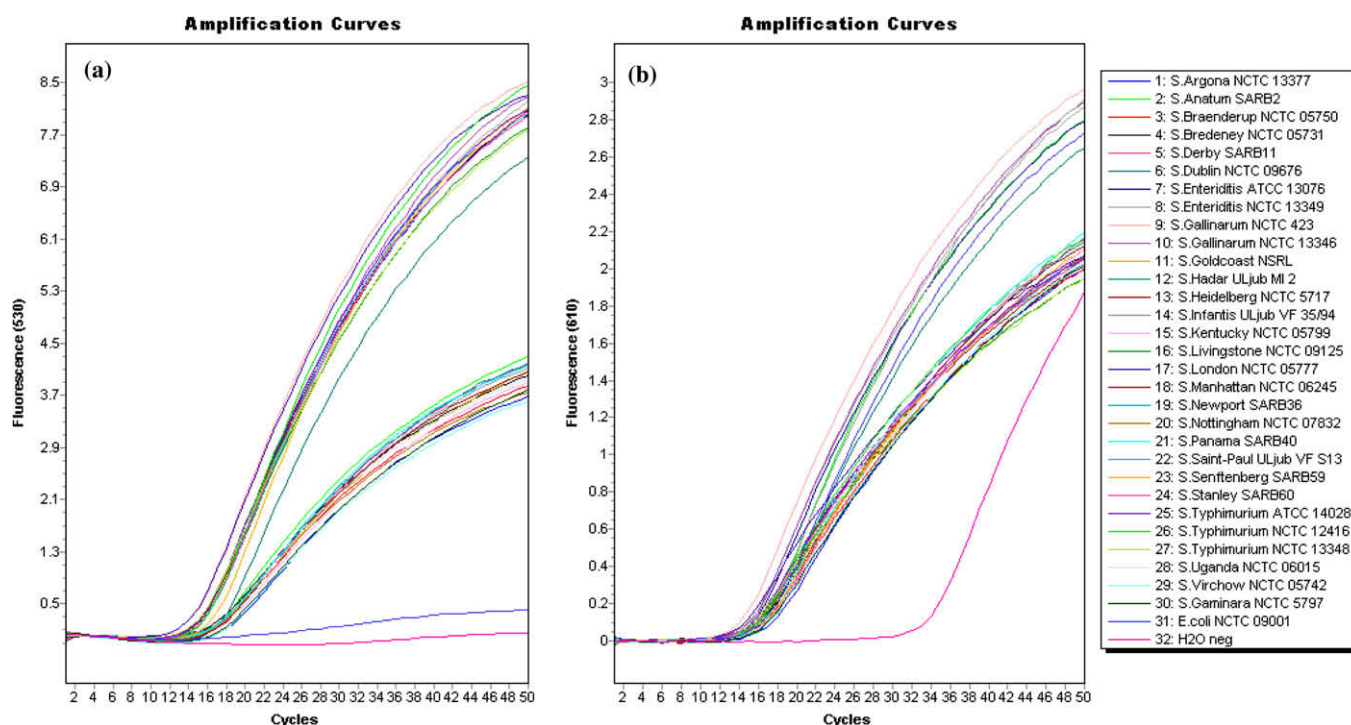 Amplification Curves
(a)
8.5
7.7
6.9
6.1
5.3
4.5
3.7
2.9
2.1
1.3
0.5
Fluorescence (530)
2 4 6 8 10 12 14 16 18 20 22 24 26 28 30 32 34 36 38 40 42 44 46 48 50
Cycles
Amplification Curves
(b)
3
2.8
2.6
2.4
2.2
2
1.8
1.6
1.4
1.2
1
0.8
0.6
0.4
0.2
0
Fluorescence (610)
2 4 6 8 10 12 14 16 18 20 22 24 26 28 30 32 34 36 38 40 42 44 46 48 50
Cycles
1: S.Argona NCTC 13377
2: S.Anatum SARB2
3: S.Braenderup NCTC 05750
4: S.Bredeney NCTC 05731
5: S.Derby SARB11
6: S.Dublin NCTC 09676
7: S.Enteriditis ATCC 13076
8: S.Enteriditis NCTC 13349
9: S.Gallinarum NCTC 423
10: S.Gallinarum NCTC 13346
11: S.Goldcoast NSRL
12: S.Hadar ULjub MI 2
13: S.Heidelberg NCTC 5717
14: S.Infantis ULjub VF 35/94
15: S.Kentucky NCTC 05799
16: S.Livingstone NCTC 09125
17: S.London NCTC 05777
18: S.Manhattan NCTC 06245
19: S.Newport SARB36
20: S.Nottingham NCTC 07832
21: S.Panama SARB40
22: S.Saint-Paul ULjub VF S13
23: S.Senftenberg SARB59
24: S.Stanley SARB60
25: S.Typhimurium ATCC 14028
26: S.Typhimurium NCTC 12416
27: S.Typhimurium NCTC 13348
28: S.Uganda NCTC 06015
29: S.Virchow NCTC 05742
30: S.Gaminara NCTC 5797
31: E.coli NCTC 09001
32: H2O neg